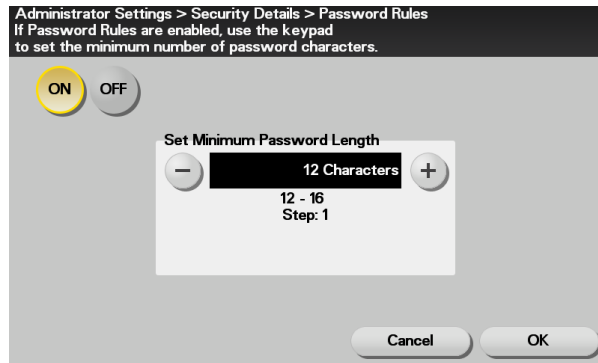 Administrator Settings > Security Details > Password Rules
If Password Rules are enabled, use the keypad
to set the minimum number of password characters.
ON OFF
Set Minimum Password Length
− 12 Characters +
12 - 16
Step: 1
Cancel OK